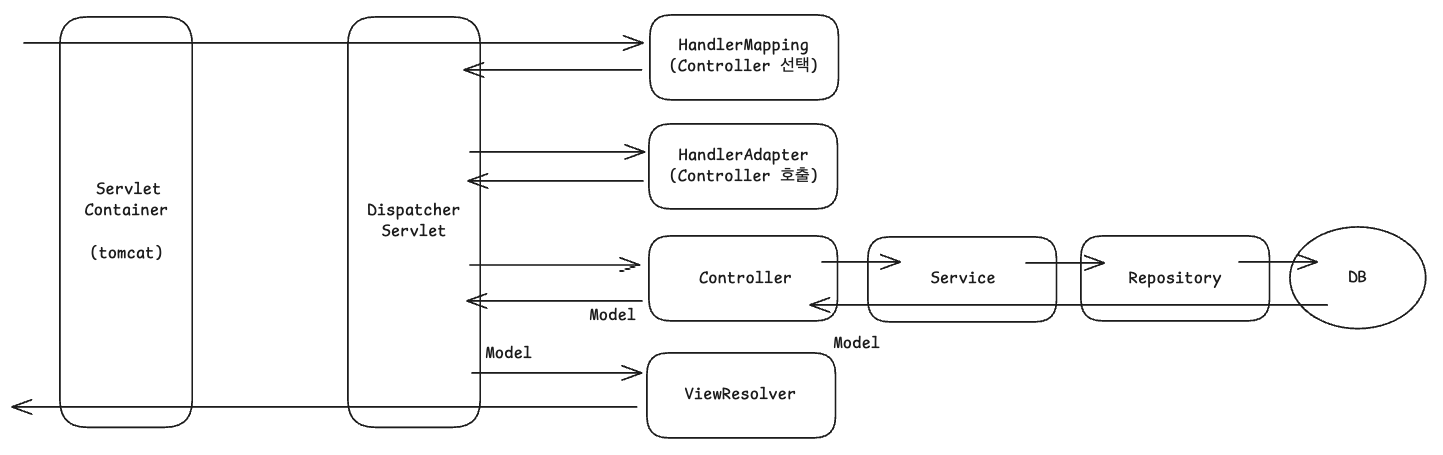 HandlerMapping
(Controller 선택)
HandlerAdapter
(Controller 호출)
Servlet
Container
(tomcat)
Dispatcher
Servlet
Controller
Service
Repository
DB
Model
Model
Model
ViewResolver